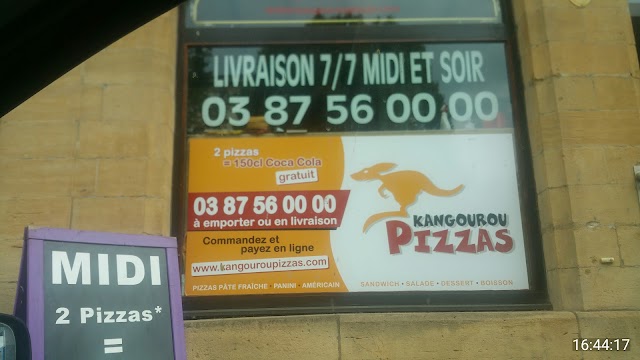 LIVRAISON 7/7 MIDI ET SOIR
03 87 56 00 00
2 pizzas
= 150cl Coca Cola
gratuit
03 87 56 00 00
à emporter ou en livraison
Commandez et
payez en ligne
www.kangouroupizzas.com
PIZZAS PÂTE FRAÎCHE PANINI AMÉRICAIN
KANGOUROU
PIZZAS
SANDWICH - SALADE - DESSERT - BOISSON
MIDI
2 Pizzas*
=
16:44:17